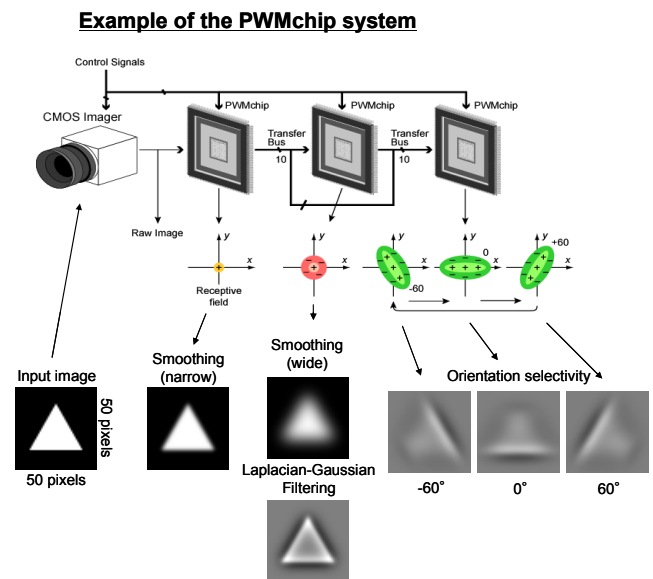 Example of the PWMchip system
Control Signals
CMOS Imager
PWMchip
PWMchip
PWMchip
Transfer
Bus
10
Transfer
Bus
10
Raw Image
y
x
Receptive
field
y
x
y
x
-60
y
0
x
y
+60
x
Input image
50 pixels
50 pixels
Smoothing
(narrow)
Smoothing
(wide)
Laplacian-Gaussian
Filtering
Orientation selectivity
-60°
0°
60°